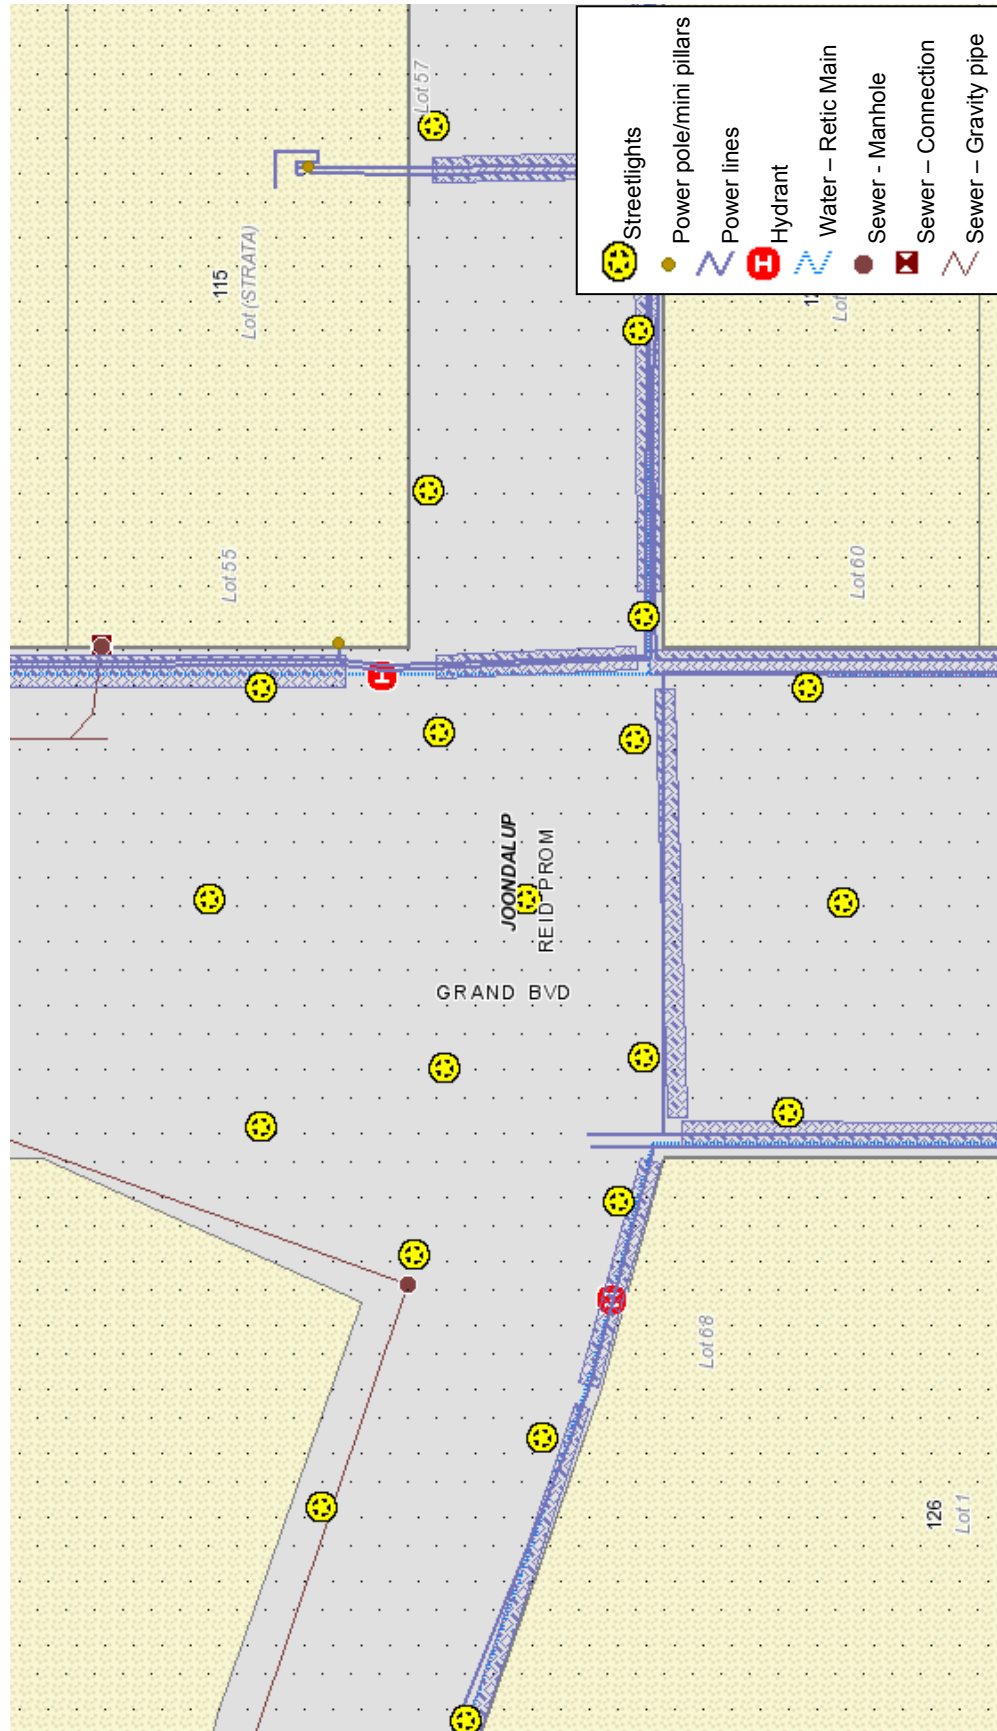 Lot 57
115
Lot (STRATA)
Lot 55
Lot 60
JOONDALUP
REID PROM
GRAND BVD
Lot 68
126
Lot 1
Streetlights
Power pole/mini pillars
Power lines
H
Hydrant
Water – Retic Main
Sewer - Manhole
Sewer – Connection
Sewer – Gravity pipe
H
Lot